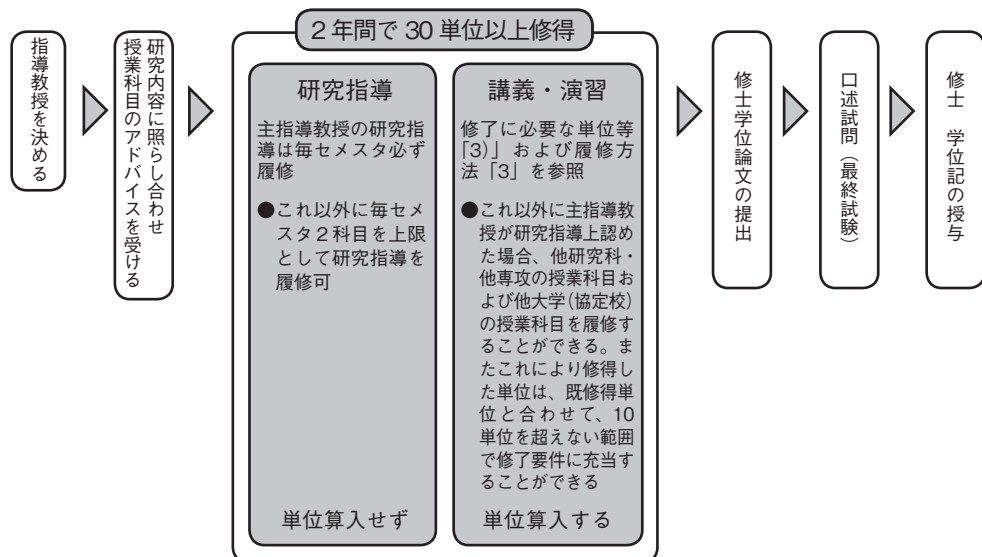 指導教授を決める
研究内容に照らし合わせ
授業科目のアドバイスを受ける
2年間で30単位以上修得
研究指導
主指導教授の研究指
導は毎セメスタ必ず
履修
●これ以外に毎セメ
スタ2科目を上限
として研究指導を
履修可
単位算入せず
講義・演習
修了に必要な単位等
「3)」および履修方
法「3」を参照
●これ以外に主指導教
授が研究指導上認め
た場合、他研究科・
他専攻の授業科目お
よび他大学(協定校)
の授業科目を履修す
ることができる。ま
たこれにより修得し
た単位は、既修得単
位と合わせて、10
単位を超えない範囲
で修了要件に充当す
ることができる
単位算入する
修士学位論文の提出
口述試問(最終試験)
修士 学位記の授与